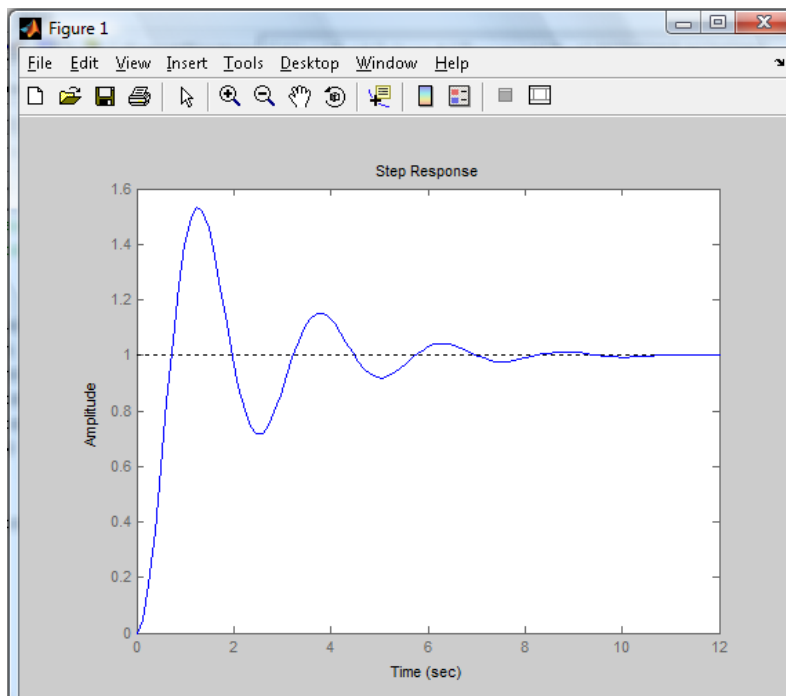 Figure 1
File Edit View Insert Tools Desktop Window Help
Step Response
1.6
1.4
1.2
1
0.8
0.6
0.4
0.2
0
Amplitude
0 2 4 6 8 10 12
Time (sec)